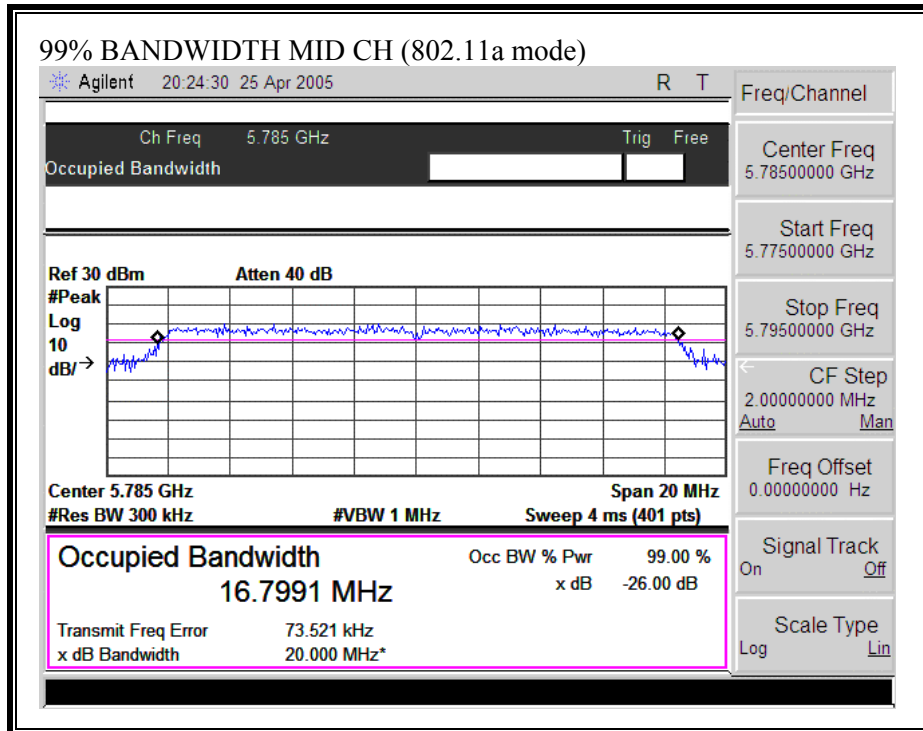 99% BANDWIDTH MID CH (802.11a mode)
Agilent 20:24:30 25 Apr 2005 R T
Ch Freq 5.785 GHz Trig Free
Occupied Bandwidth
Ref 30 dBm Atten 40 dB
#Peak
Log
10
dB/
Center 5.785 GHz Span 20 MHz
#Res BW 300 kHz #VBW 1 MHz Sweep 4 ms (401 pts)
Occupied Bandwidth Occ BW % Pwr 99.00 %
16.7991 MHz x dB -26.00 dB
Transmit Freq Error 73.521 kHz
x dB Bandwidth 20.000 MHz*
Freq/Channel
Center Freq
5.78500000 GHz
Start Freq
5.77500000 GHz
Stop Freq
5.79500000 GHz
CF Step
2.00000000 MHz
Auto Man
Freq Offset
0.00000000 Hz
Signal Track
On Off
Scale Type
Log Lin